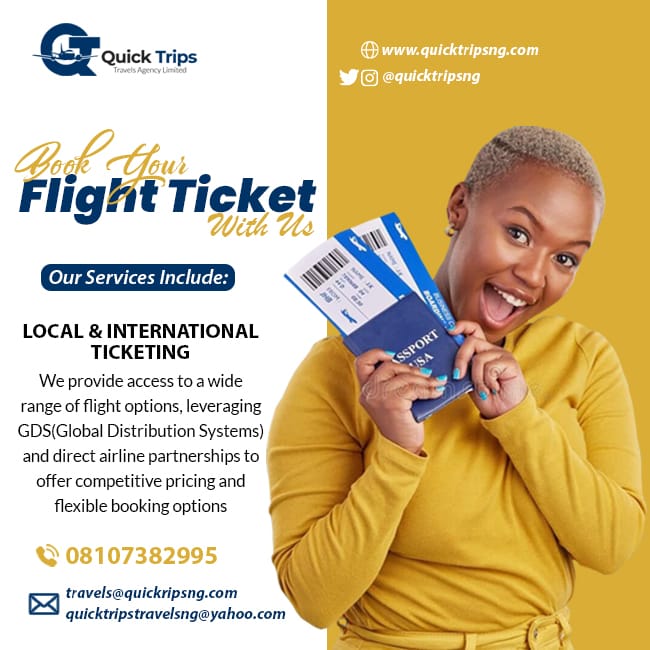 Quick Trips
Travels Agency Limited
www.quicktripsng.com
@quicktripsng
Book Your
Flight Ticket
With Us
Our Services Include:
LOCAL & INTERNATIONAL
TICKETING
We provide access to a wide
range of flight options, leveraging
GDS(Global Distribution Systems)
and direct airline partnerships to
offer competitive pricing and
flexible booking options
08107382995
travels@quickripsng.com
quicktripstravelsng@yahoo.com
BUSINESS C
BOARDIN
PASSPORT
USA